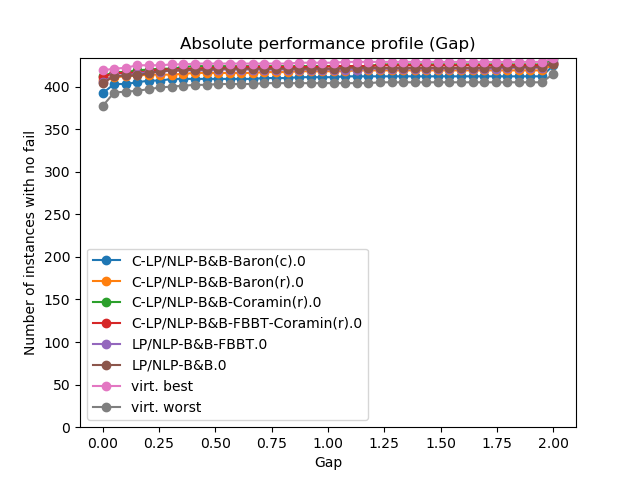 Absolute performance profile (Gap)
Number of instances with no fail
400
350
300
250
200
150
100
50
0
C-LP/NLP-B&B-Baron(c).0
C-LP/NLP-B&B-Baron(r).0
C-LP/NLP-B&B-Coramin(r).0
C-LP/NLP-B&B-FBBT-Coramin(r).0
LP/NLP-B&B-FBBT.0
LP/NLP-B&B.0
virt. best
virt. worst
0.00 0.25 0.50 0.75 1.00 1.25 1.50 1.75 2.00
Gap